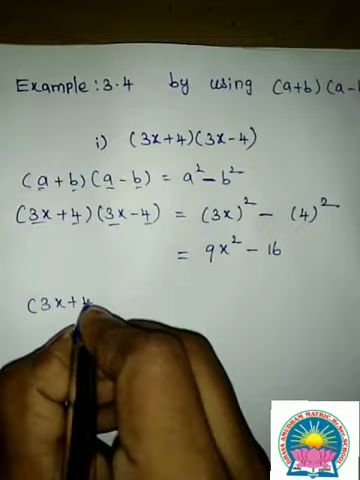 Example : 3.4 by using (a+b) (a-b
i) (3x+4)(3x-4)
(a+b) (a-b) = a² - b²
(3x+4) (3x-4) = (3x)² - (4)²
= 9x² - 16
(3x+4